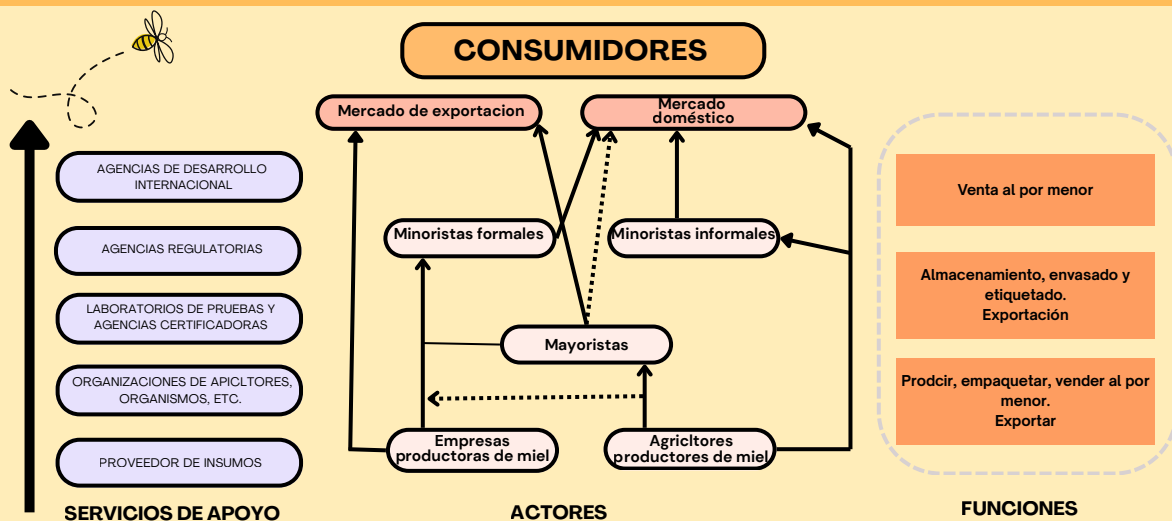 CONSUMIDORES
Mercado de exportacion
Mercado
doméstico
AGENCIAS DE DESARROLLO
INTERNACIONAL
AGENCIAS REGULATORIAS
LABORATORIOS DE PRUEBAS Y
AGENCIAS CERTIFICADORAS
ORGANIZACIONES DE APICLTORES,
ORGANISMOS, ETC.
PROVEEDOR DE INSUMOS
SERVICIOS DE APOYO
Minoristas formales
Minoristas informales
Mayoristas
Empresas
productoras de miel
Agricltores
productores de miel
ACTORES
Venta al por menor
Almacenamiento, envasado y
etiquetado.
Exportación
Prodcir, empaquetar, vender al por
menor.
Exportar
FUNCIONES